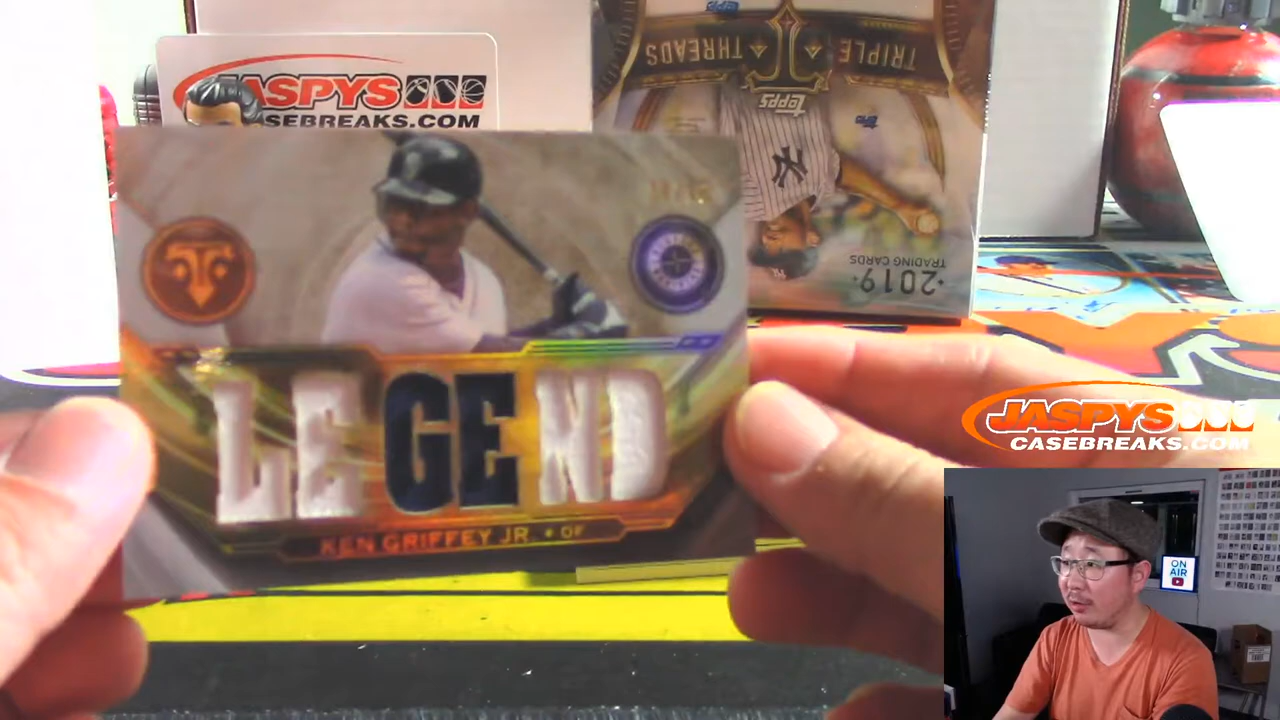 JASPYS
CASEBREAKS.COM
TRIPLE THREADS
Topps
NY
2019
TRADING CARDS
LEGEND
KEN GRIFFEY JR. • OF
JASPYS
CASEBREAKS.COM
ON
AIR